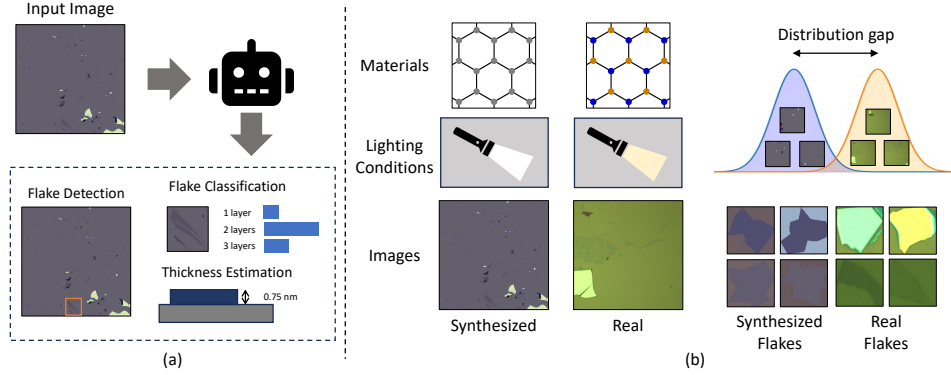 Input Image
Flake Detection
Flake Classification
1 layer
2 layers
3 layers
Thickness Estimation
0.75 nm
(a)
Materials
Lighting
Conditions
Images
Synthesized
Real
Distribution gap
Synthesized
Flakes
Real
Flakes
(b)